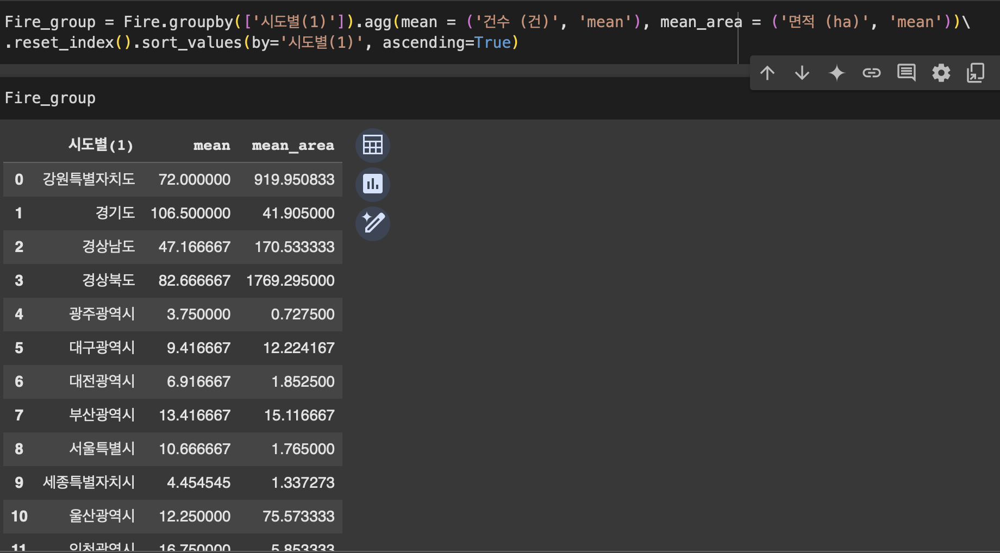 Fire_group = Fire.groupby(['시도별(1)']).agg(mean = ('건수 (건)', 'mean'), mean_area = ('면적 (ha)', 'mean'))\
.reset_index().sort_values(by='시도별(1)', ascending=True)
Fire_group
시도별(1) mean mean_area
0 강원특별자치도 72.000000 919.950833
1 경기도 106.500000 41.905000
2 경상남도 47.166667 170.533333
3 경상북도 82.666667 1769.295000
4 광주광역시 3.750000 0.727500
5 대구광역시 9.416667 12.224167
6 대전광역시 6.916667 1.852500
7 부산광역시 13.416667 15.116667
8 서울특별시 10.666667 1.765000
9 세종특별자치시 4.454545 1.337273
10 울산광역시 12.250000 75.573333
11 인천광역시 16.750000 5.853333